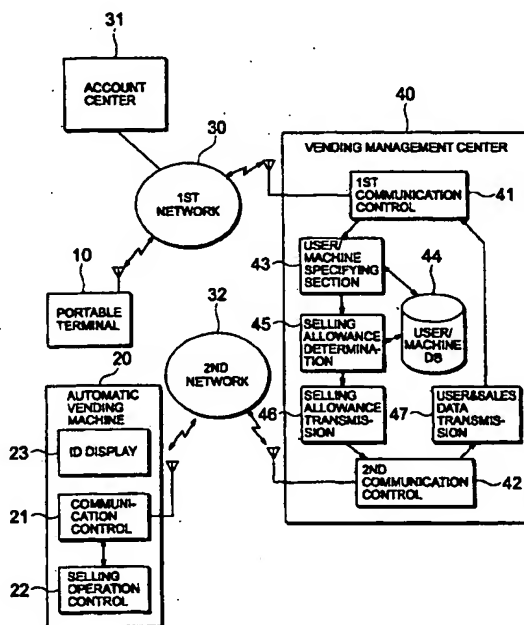 31
ACCOUNT
CENTER
30
1ST
NETWORK
10
PORTABLE
TERMINAL
32
2ND
NETWORK
20
AUTOMATIC
VENDING
MACHINE
23
ID DISPLAY
21
COMMUNI-
CATION
CONTROL
22
SELLING
OPERATION
CONTROL
40
VENDING MANAGEMENT CENTER
1ST
COMMUNICATION
CONTROL
41
43
USER/
MACHINE
SPECIFYING
SECTION
44
USER/
MACHINE
DB
45
SELLING
ALLOWANCE
DETERMINA-
TION
46
SELLING
ALLOWANCE
TRANSMIS-
SION
47
USER&SALES
DATA
TRANSMIS-
SION
2ND
COMMUNICATION
CONTROL
42